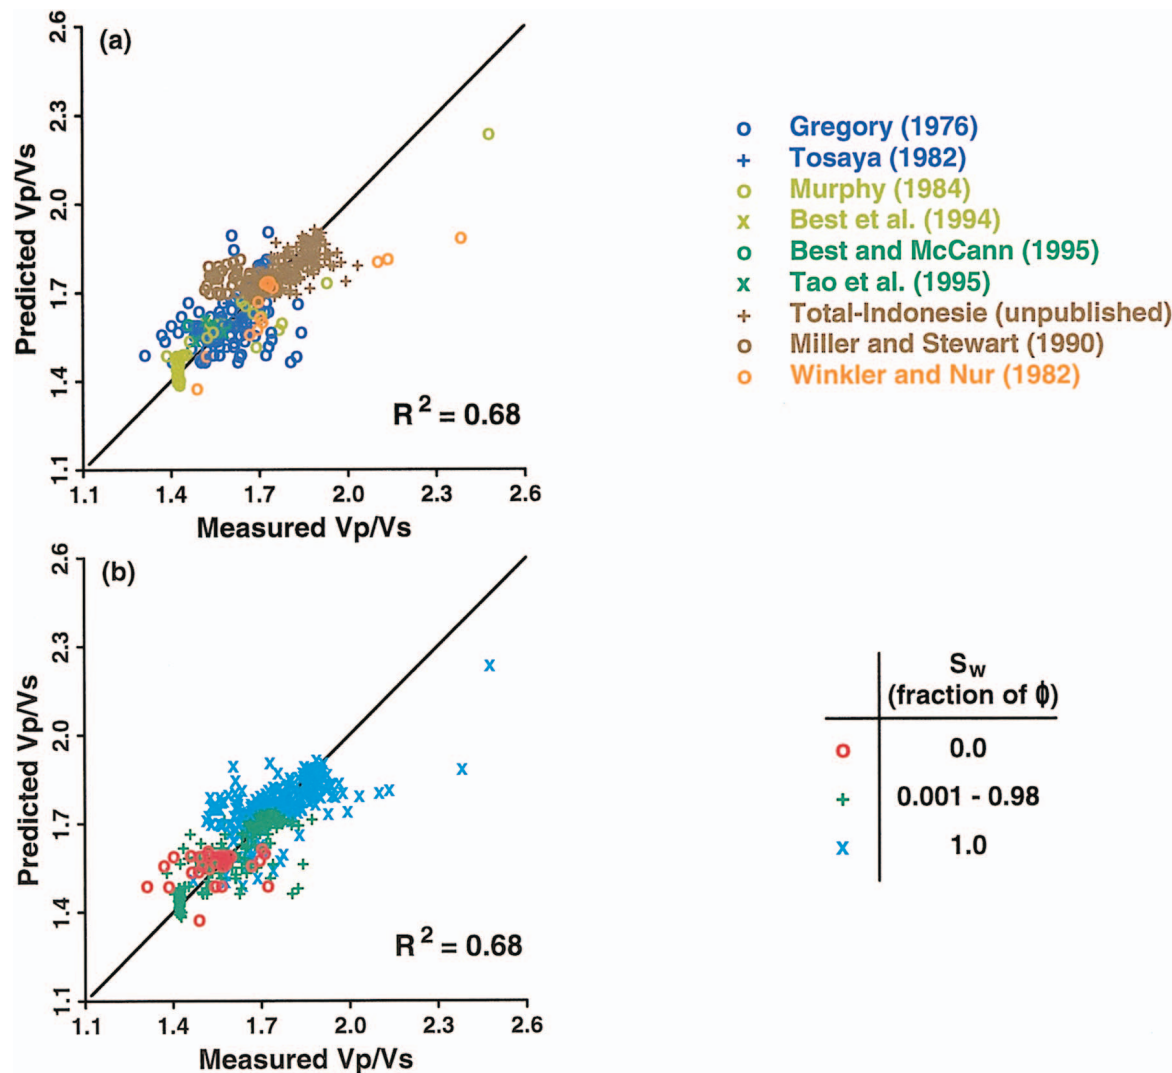 (a)
2.6
2.3
2.0
1.7
1.4
1.1
Predicted Vp/Vs
R² = 0.68
1.1 1.4 1.7 2.0 2.3 2.6
Measured Vp/Vs
o Gregory (1976)
+ Tosaya (1982)
o Murphy (1984)
x Best et al. (1994)
o Best and McCann (1995)
x Tao et al. (1995)
+ Total-Indonesie (unpublished)
o Miller and Stewart (1990)
o Winkler and Nur (1982)
(b)
2.6
2.3
2.0
1.7
1.4
1.1
Predicted Vp/Vs
R² = 0.68
1.1 1.4 1.7 2.0 2.3 2.6
Measured Vp/Vs
S_w
(fraction of ϕ)
o 0.0
+ 0.001 - 0.98
x 1.0